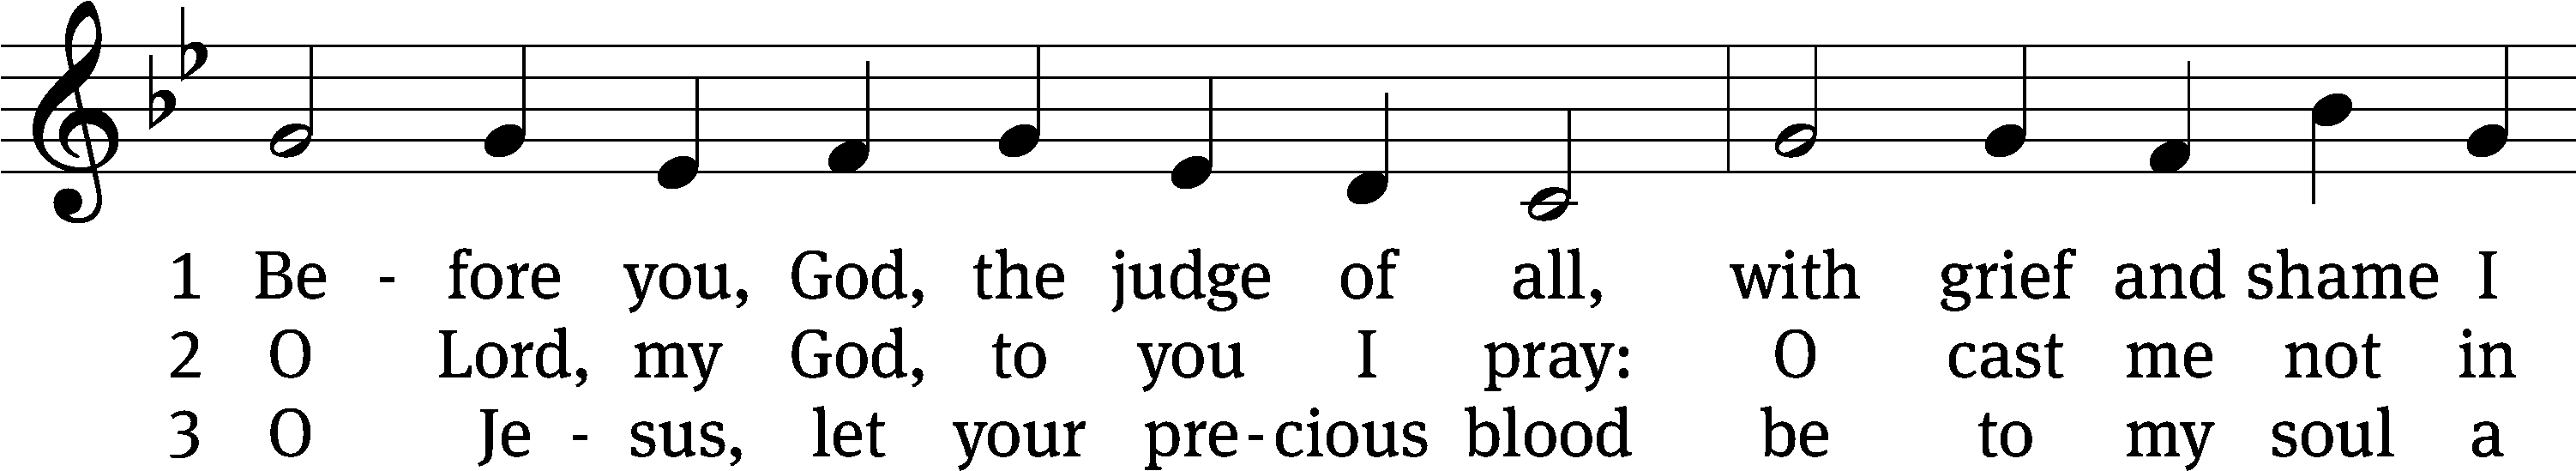 1 Be - fore you, God, the judge of all, with grief and shame I
2 O Lord, my God, to you I pray: O cast me not in
3 O Je - sus, let your pre - cious blood be to my soul a